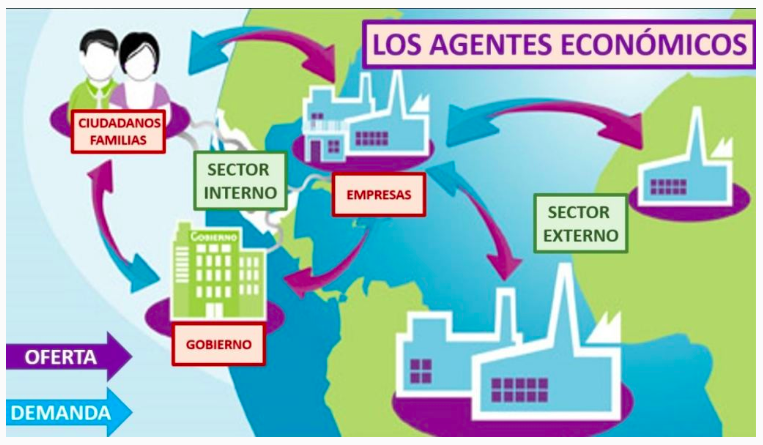 LOS AGENTES ECONÓMICOS
CIUDADANOS
FAMILIAS
SECTOR
INTERNO
EMPRESAS
SECTOR
EXTERNO
GOBIERNO
GOBIERNO
OFERTA
DEMANDA